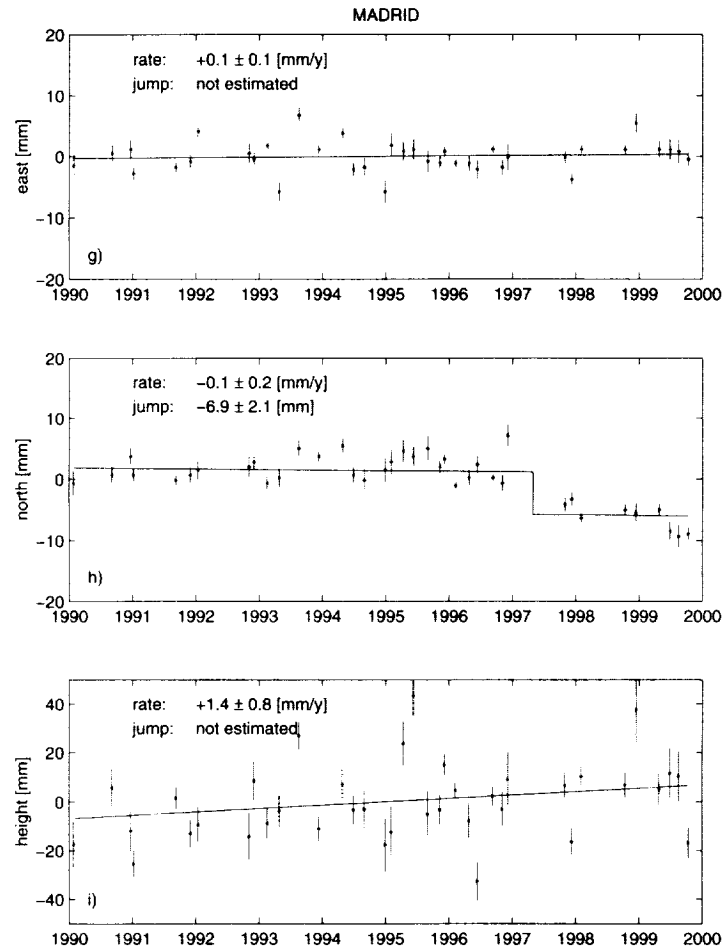 MADRID
rate: +0.1 ± 0.1 [mm/y]
jump: not estimated
east [mm]
20
10
0
−10
−20
g)
1990 1991 1992 1993 1994 1995 1996 1997 1998 1999 2000
rate: −0.1 ± 0.2 [mm/y]
jump: −6.9 ± 2.1 [mm]
north [mm]
20
10
0
−10
−20
h)
1990 1991 1992 1993 1994 1995 1996 1997 1998 1999 2000
rate: +1.4 ± 0.8 [mm/y]
jump: not estimated
height [mm]
40
20
0
−20
−40
i)
1990 1991 1992 1993 1994 1995 1996 1997 1998 1999 2000